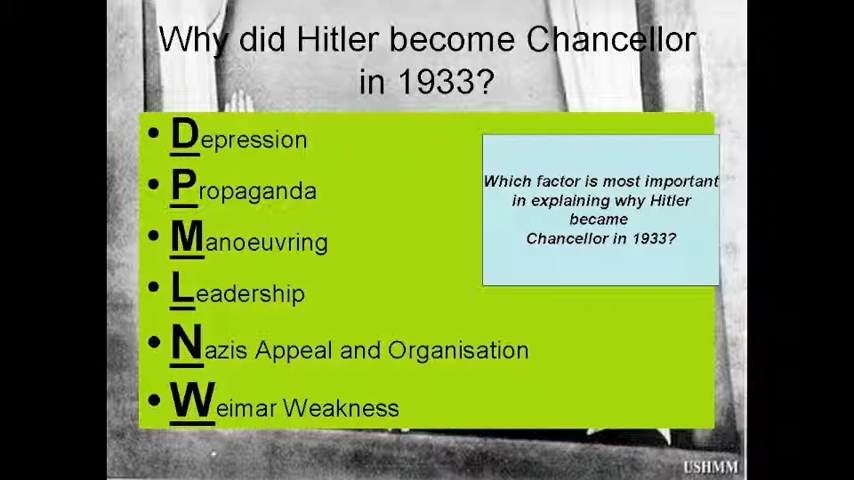 Why did Hitler become Chancellor
in 1933?
• Depression
• Propaganda
• Manoeuvring
• Leadership
• Nazis Appeal and Organisation
• Weimar Weakness
Which factor is most important
in explaining why Hitler
became
Chancellor in 1933?
USHMM